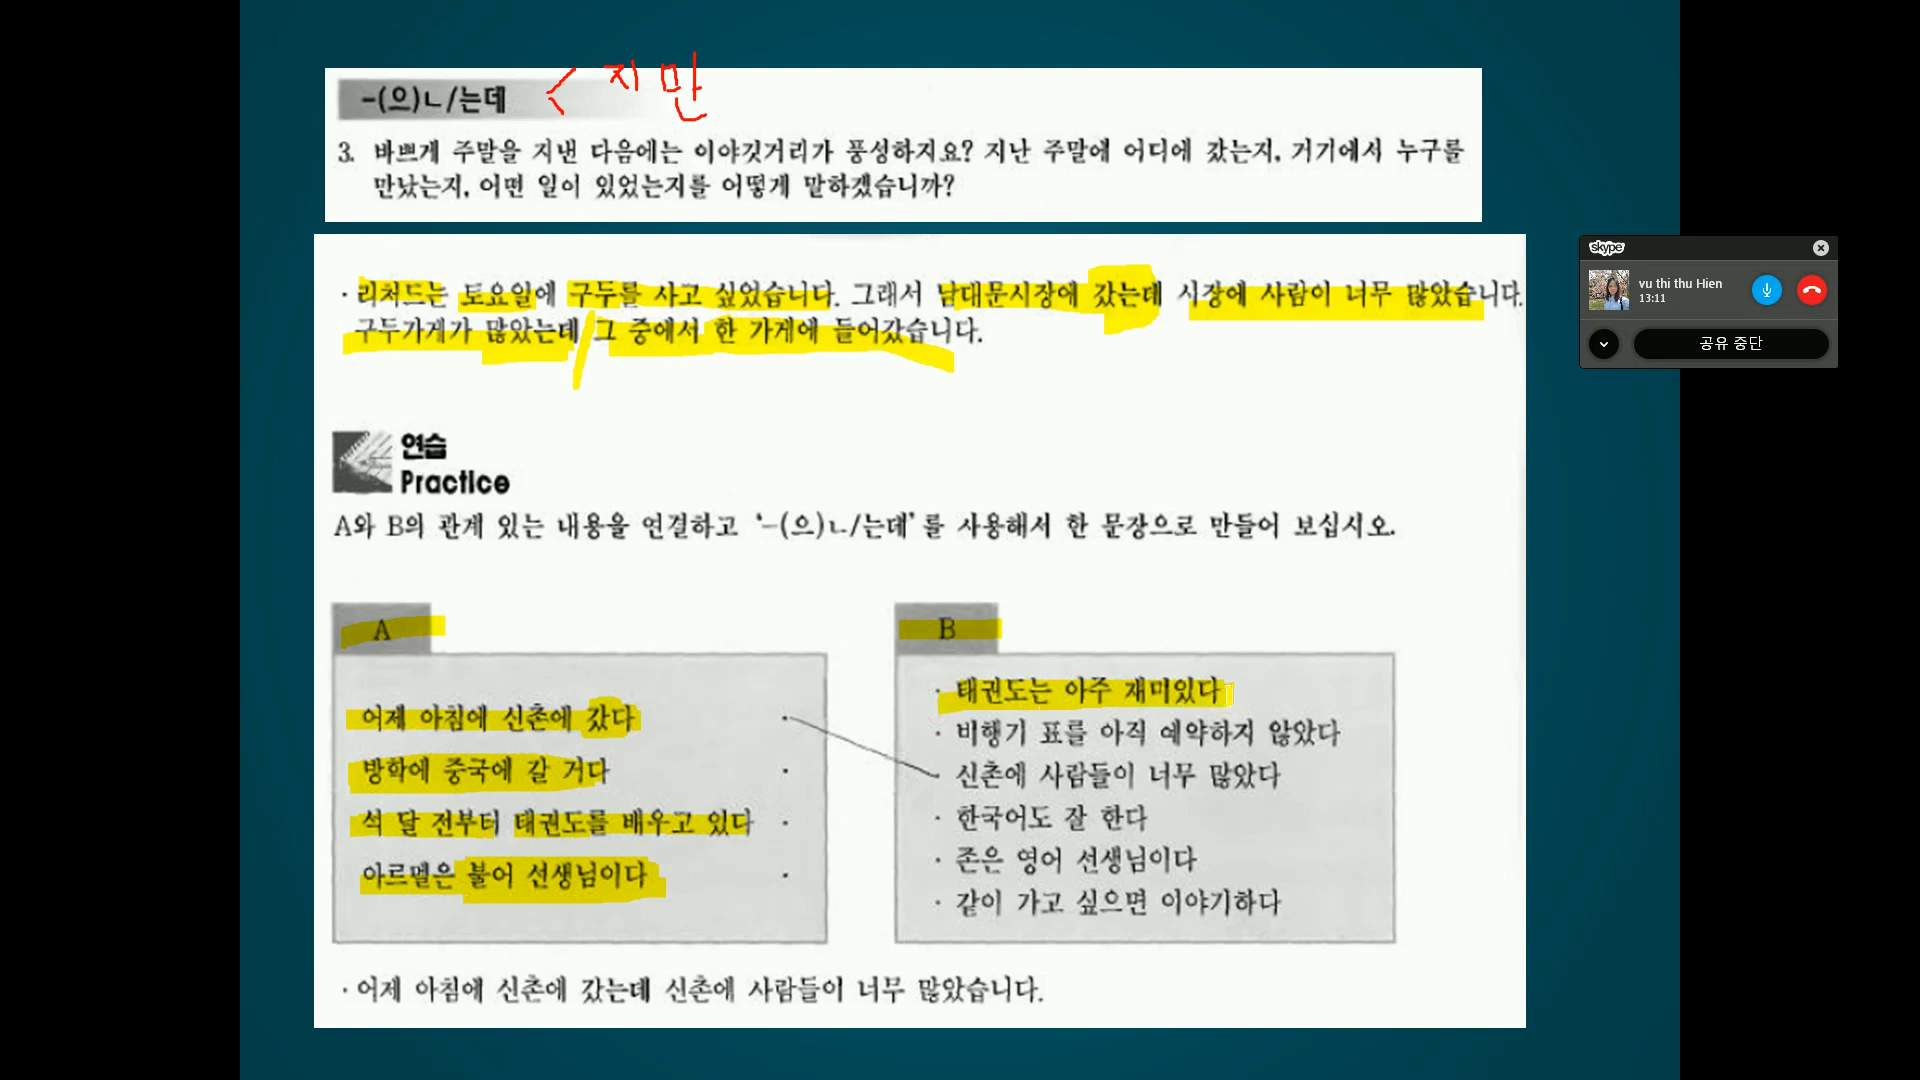 -(으)ㄴ/는데 < 지만
3. 바쁘게 주말을 지낸 다음에는 이야깃거리가 풍성하지요? 지난 주말에 어디에 갔는지, 거기에서 누구를
만났는지, 어떤 일이 있었는지를 어떻게 말하겠습니까?
· 리처드는 토요일에 구두를 사고 싶었습니다. 그래서 남대문시장에 갔는데 시장에 사람이 너무 많았습니다.
구두가게가 많았는데 그 중에서 한 가게에 들어갔습니다.
skype
vu thi thu Hien
13:11
공유 중단
연습
Practice
A와 B의 관계 있는 내용을 연결하고 '-(으)ㄴ/는데'를 사용해서 한 문장으로 만들어 보십시오.
A
어제 아침에 신촌에 갔다 ·
방학에 중국에 갈 거다 ·
석 달 전부터 태권도를 배우고 있다 ·
아르멜은 불어 선생님이다 ·
B
· 태권도는 아주 재미있다
· 비행기 표를 아직 예약하지 않았다
· 신촌에 사람들이 너무 많았다
· 한국어도 잘 한다
· 존은 영어 선생님이다
· 같이 가고 싶으면 이야기하다
· 어제 아침에 신촌에 갔는데 신촌에 사람들이 너무 많았습니다.